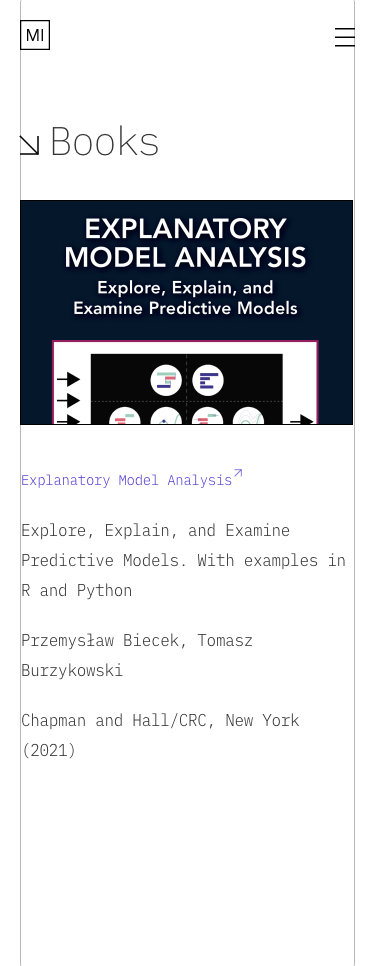 MI
Books
EXPLANATORY
MODEL ANALYSIS
Explore, Explain, and
Examine Predictive Models
Explanatory Model Analysis
Explore, Explain, and Examine
Predictive Models. With examples in
R and Python
Przemysław Biecek, Tomasz
Burzykowski
Chapman and Hall/CRC, New York
(2021)